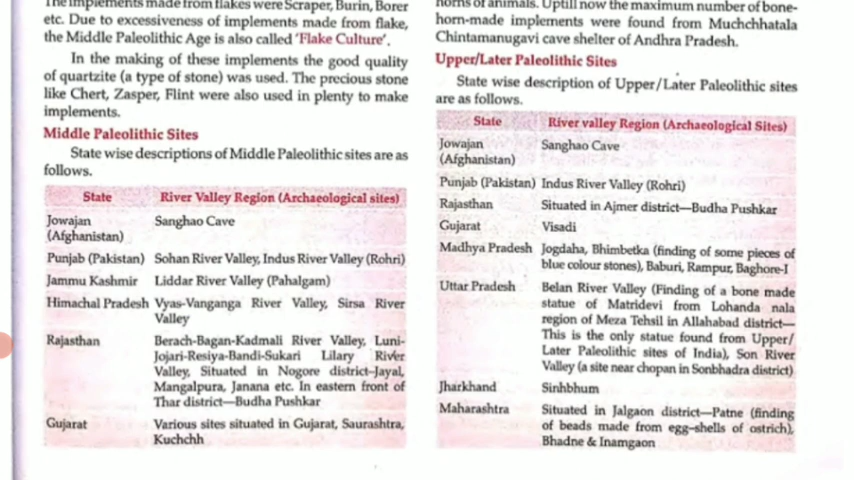 The implements made from flakes were Scraper, Burin, Borer
etc. Due to excessiveness of implements made from flake,
the Middle Paleolithic Age is also called 'Flake Culture'.
In the making of these implements the good quality
of quartzite (a type of stone) was used. The precious stone
like Chert, Zasper, Flint were also used in plenty to make
implements.
Middle Paleolithic Sites
State wise descriptions of Middle Paleolithic sites are as
follows.
State River Valley Region (Archaeological sites)
Jowajan Sanghao Cave
(Afghanistan)
Punjab (Pakistan) Sohan River Valley, Indus River Valley (Rohri)
Jammu Kashmir Liddar River Valley (Pahalgam)
Himachal Pradesh Vyas-Vanganga River Valley, Sirsa River
Valley
Rajasthan Berach-Bagan-Kadmali River Valley, Luni-
Jojari-Resiya-Bandi-Sukari Lilary River
Valley, Situated in Nogore district-Jayal,
Mangalpura, Janana etc. In eastern front of
Thar district—Budha Pushkar
Gujarat Various sites situated in Gujarat, Saurashtra,
Kuchchh
horns of animals. Uptill now the maximum number of bone-
horn-made implements were found from Muchchhatala
Chintamanugavi cave shelter of Andhra Pradesh.
Upper/Later Paleolithic Sites
State wise description of Upper/Later Paleolithic sites
are as follows.
State River valley Region (Archaeological Sites)
Jowajan Sanghao Cave
(Afghanistan)
Punjab (Pakistan) Indus River Valley (Rohri)
Rajasthan Situated in Ajmer district—Budha Pushkar
Gujarat Visadi
Madhya Pradesh Jogdaha, Bhimbetka (finding of some pieces of
blue colour stones), Baburi, Rampur, Baghore-I
Uttar Pradesh Belan River Valley (Finding of a bone made
statue of Matridevi from Lohanda nala
region of Meza Tehsil in Allahabad district—
This is the only statue found from Upper/
Later Paleolithic sites of India), Son River
Valley (a site near chopan in Sonbhadra district)
Jharkhand Sinhbhum
Maharashtra Situated in Jalgaon district—Patne (finding
of beads made from egg-shells of ostrich),
Bhadne & Inamgaon